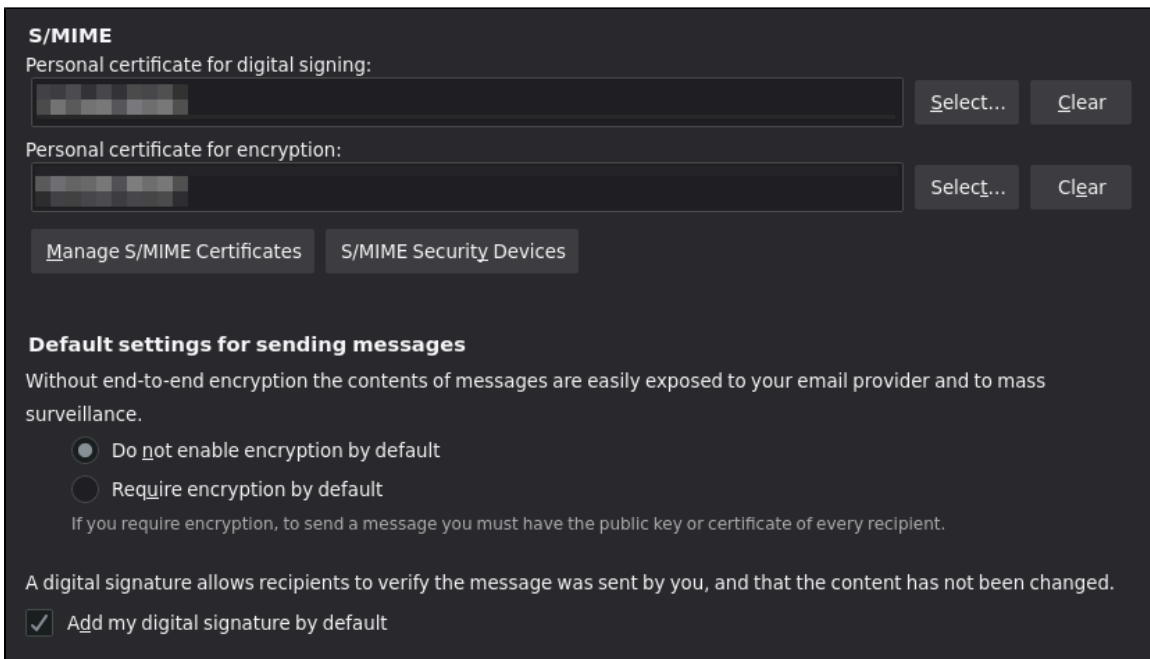 S/MIME
Personal certificate for digital signing:
Select... Clear
Personal certificate for encryption:
Select... Clear
Manage S/MIME Certificates S/MIME Security Devices
Default settings for sending messages
Without end-to-end encryption the contents of messages are easily exposed to your email provider and to mass
surveillance.
Do not enable encryption by default
Require encryption by default
If you require encryption, to send a message you must have the public key or certificate of every recipient.
A digital signature allows recipients to verify the message was sent by you, and that the content has not been changed.
Add my digital signature by default